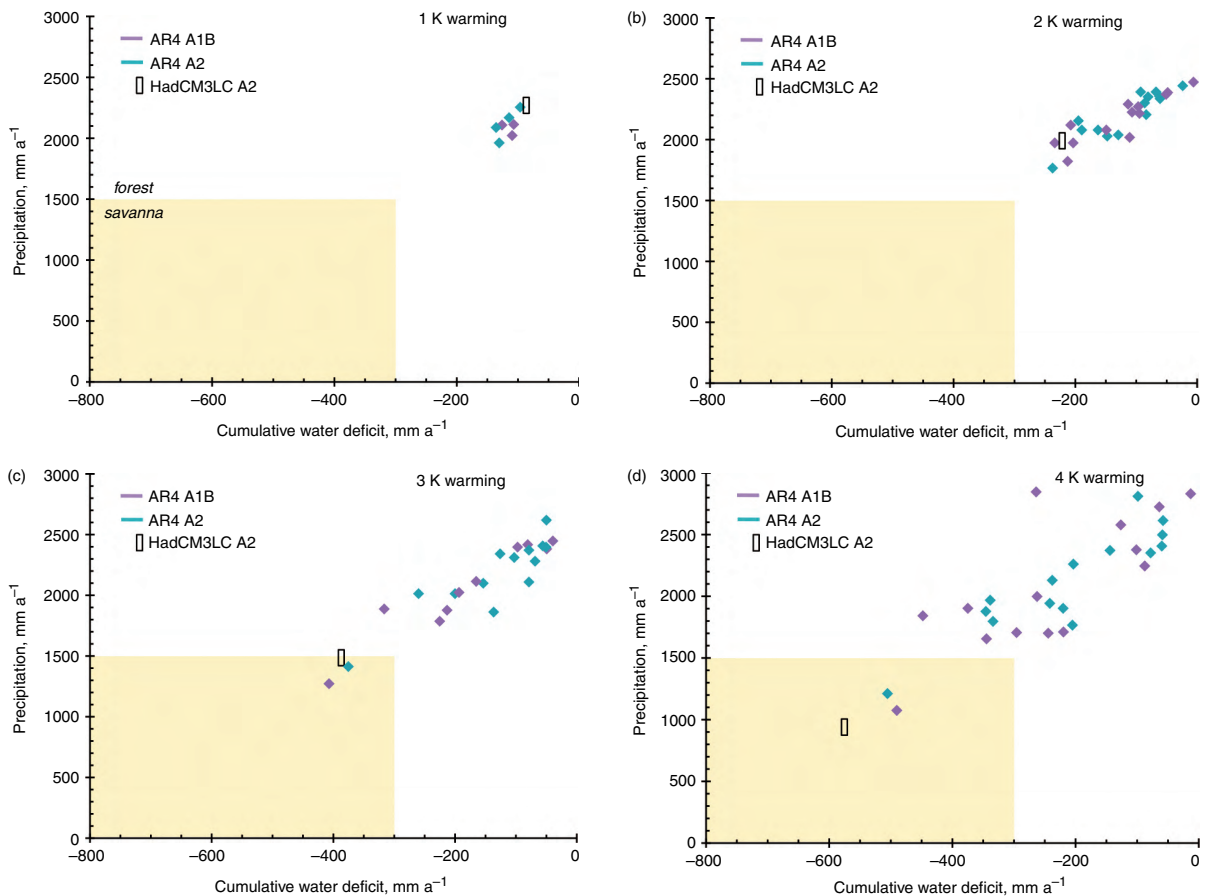 1 K warming
AR4 A1B
AR4 A2
HadCM3LC A2
forest
savanna
3000
2500
2000
1500
1000
500
0
−800
−600
−400
−200
0
Precipitation, mm a−1
Cumulative water deficit, mm a−1
(b)
2 K warming
AR4 A1B
AR4 A2
HadCM3LC A2
3000
2500
2000
1500
1000
500
0
−800
−600
−400
−200
0
Precipitation, mm a−1
Cumulative water deficit, mm a−1
(c)
3 K warming
AR4 A1B
AR4 A2
HadCM3LC A2
3000
2500
2000
1500
1000
500
0
−800
−600
−400
−200
0
Precipitation, mm a−1
Cumulative water deficit, mm a−1
(d)
4 K warming
AR4 A1B
AR4 A2
HadCM3LC A2
3000
2500
2000
1500
1000
500
0
−800
−600
−400
−200
0
Precipitation, mm a−1
Cumulative water deficit, mm a−1